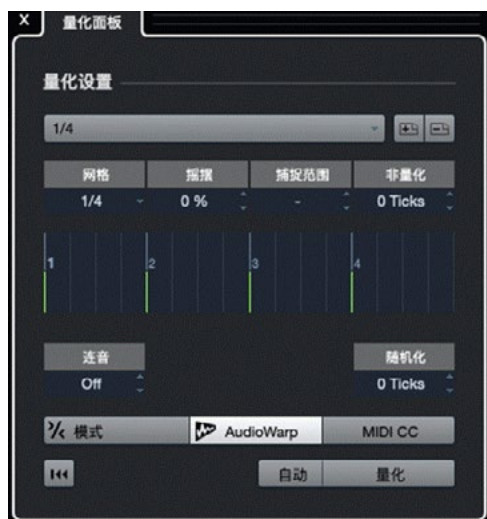 X 量化面板
量化设置
1/4
网格 摇摆 捕捉范围 非量化
1/4 0 % - 0 Ticks
1 2 3 4
连音 随机化
Off 0 Ticks
模式 AudioWarp MIDI CC
自动 量化